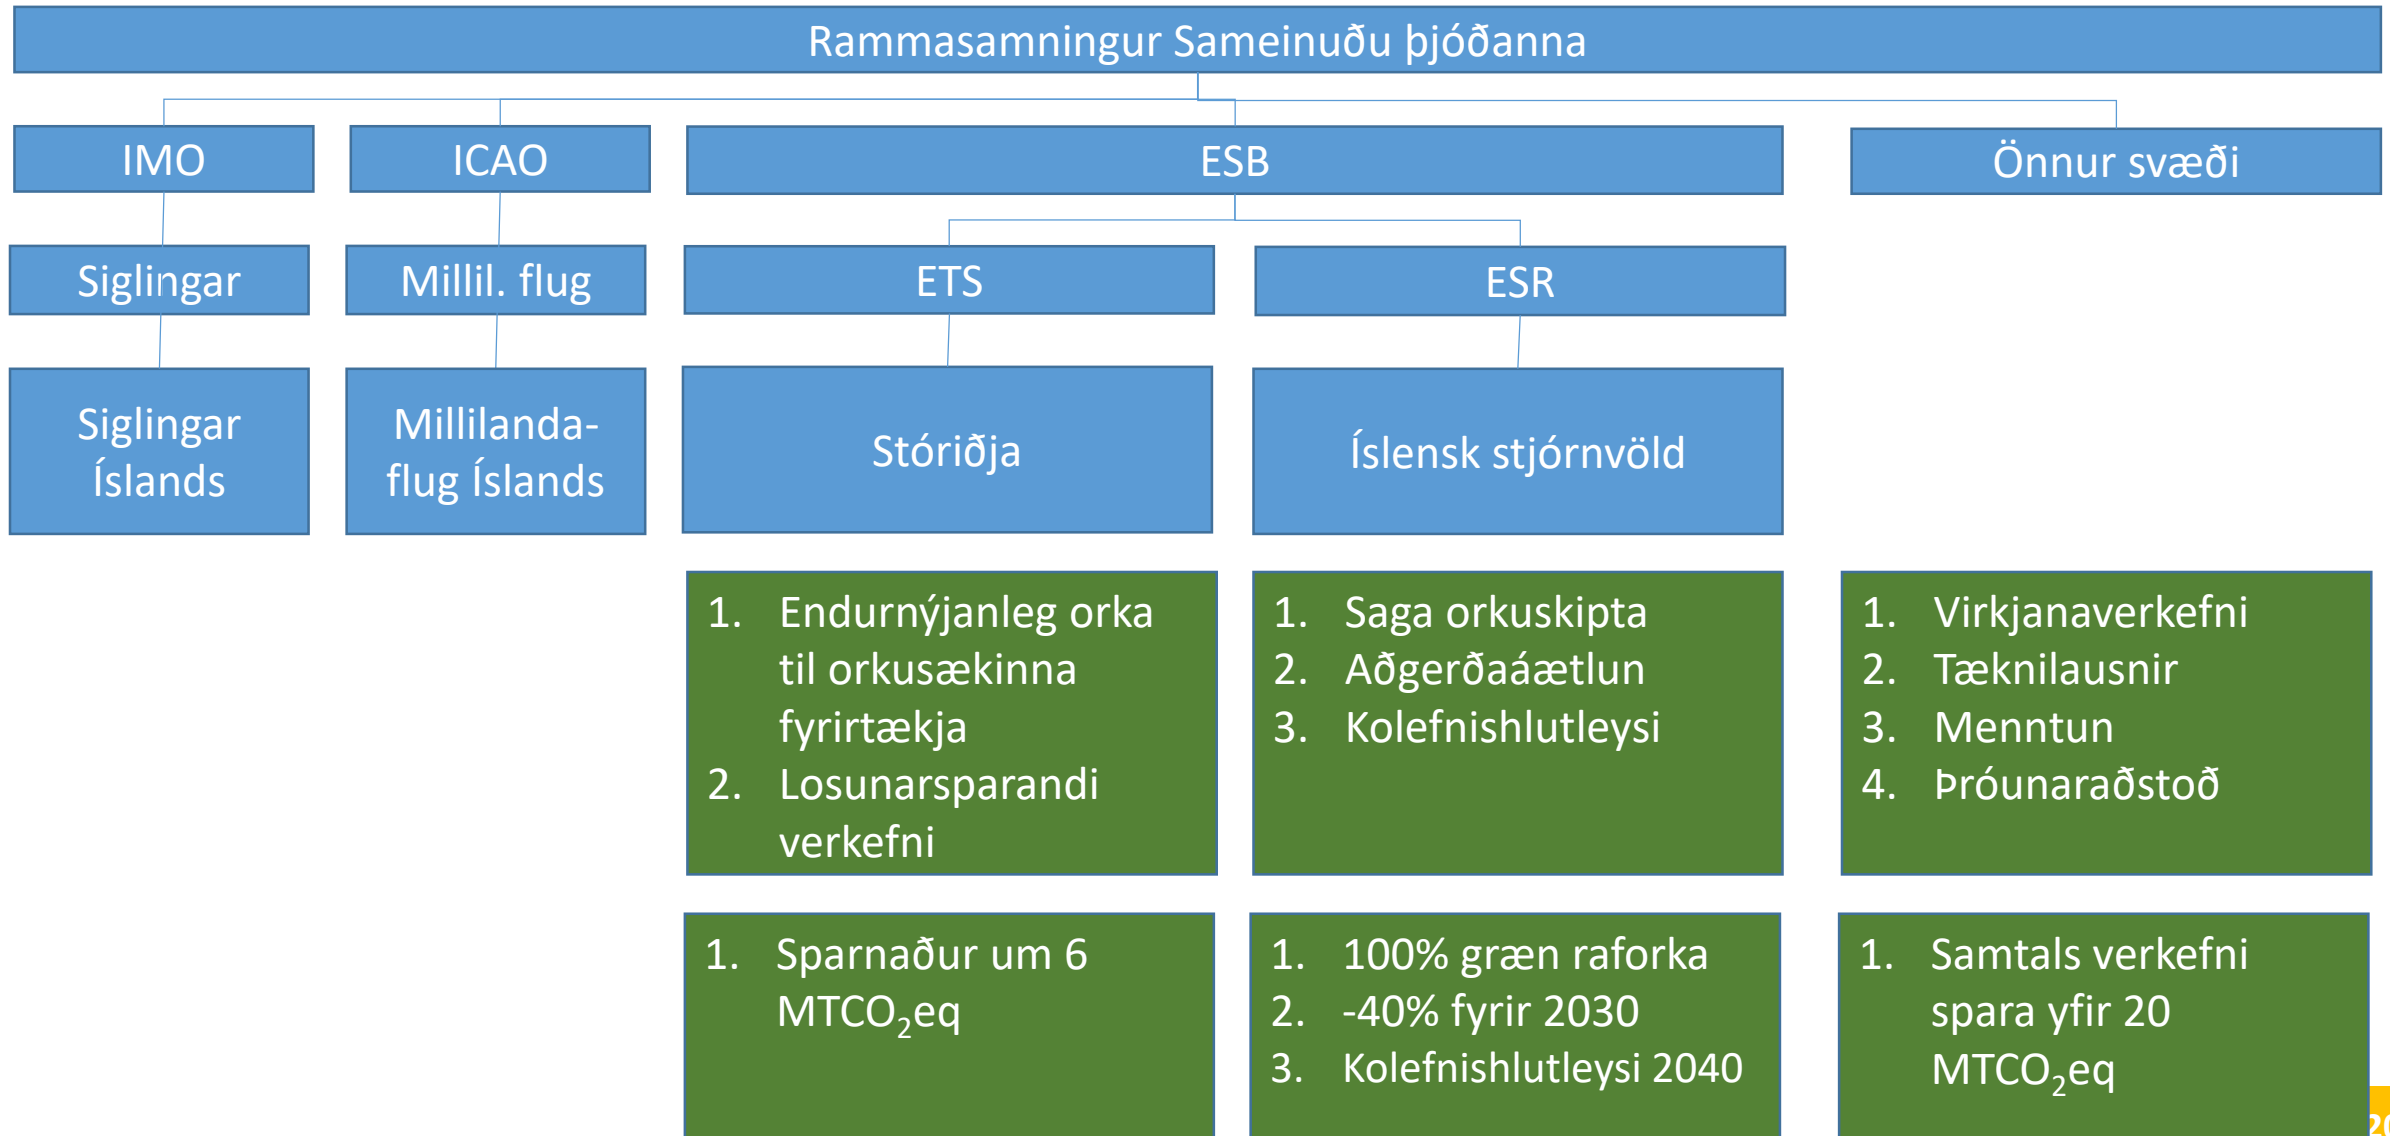 Rammasamningur Sameinuðu þjóðanna
IMO
ICAO
ESB
Önnur svæði
Siglingar
Millil. flug
ETS
ESR
Siglingar
Íslands
Millilanda-
flug Íslands
Stóriðja
Íslensk stjórnvöld
1. Endurnýjanleg orka
til orkusækinna
fyrirtækja
2. Losunarsparandi
verkefni
1. Saga orkuskipta
2. Aðgerðaáætlun
3. Kolefnishlutleysi
1. Virkjanaverkefni
2. Tæknilausnir
3. Menntun
4. Þróunaraðstoð
1. Sparnaður um 6
MTCO₂eq
1. 100% græn raforka
2. -40% fyrir 2030
3. Kolefnishlutleysi 2040
1. Samtals verkefni
spara yfir 20
MTCO₂eq